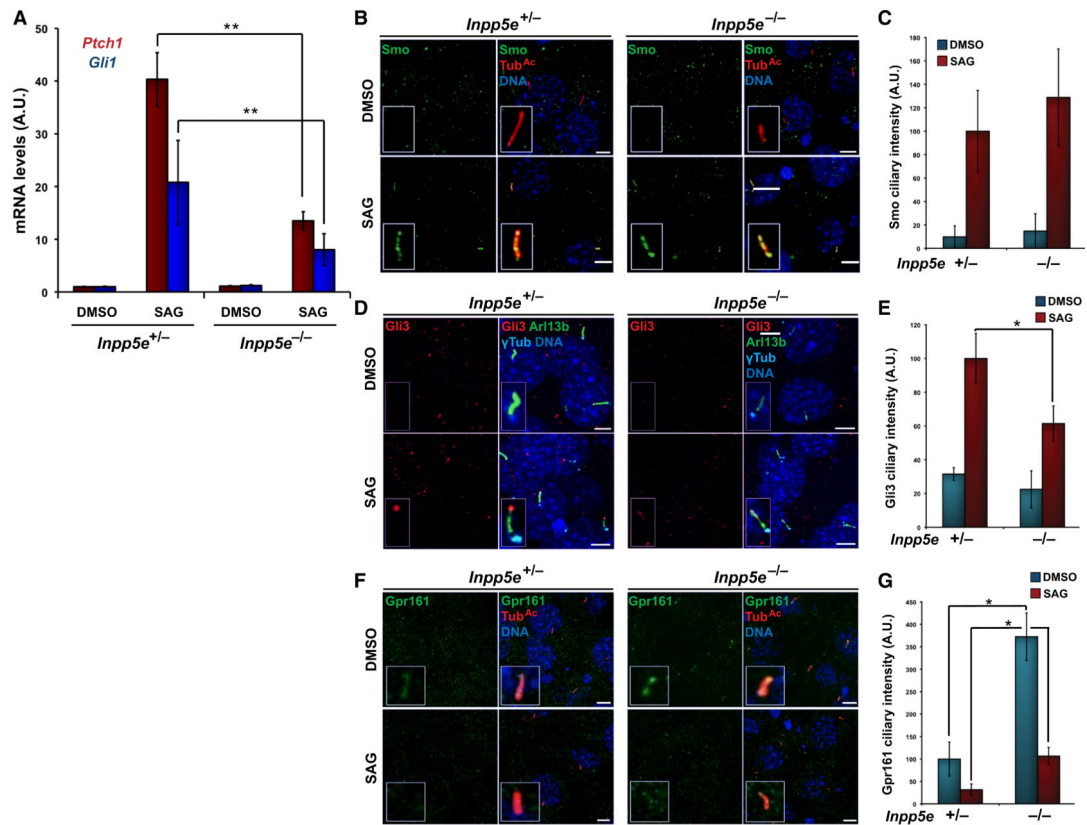 A
50
40
30
20
10
0
mRNA levels (A.U.)
Ptch1
Gli1
**
**
DMSO SAG DMSO SAG
Inpp5e+/– Inpp5e–/–
B
Inpp5e+/– Inpp5e–/–
Smo Smo Smo Smo
TubAc TubAc
DNA DNA
DMSO
SAG
C
DMSO
SAG
180
160
140
120
100
80
60
40
20
0
Smo ciliary intensity (A.U.)
Inpp5e +/– –/–
D
Inpp5e+/– Inpp5e–/–
Gli3 Gli3 Arl13b Gli3 Gli3
γTub DNA Arl13b
γTub
DNA
DMSO
SAG
E
DMSO
SAG
120
100
80
60
40
20
0
Gli3 ciliary intensity (A.U.)
*
Inpp5e +/– –/–
F
Inpp5e+/– Inpp5e–/–
Gpr161 Gpr161 Gpr161 Gpr161
TubAc TubAc
DNA DNA
DMSO
SAG
G
DMSO
SAG
450
400
350
300
250
200
150
100
50
0
Gpr161 ciliary intensity (A.U.)
*
*
Inpp5e +/– –/–